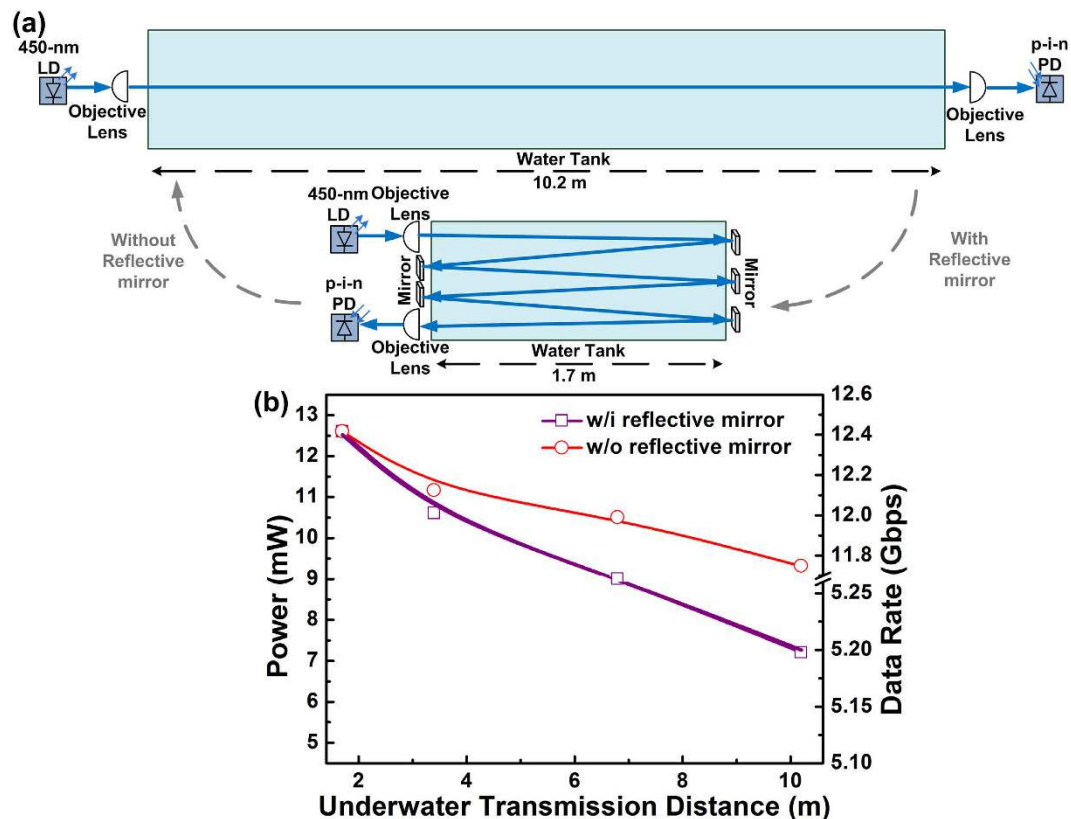 (a)
450-nm
LD
Objective
Lens
p-i-n
PD
Objective
Lens
Water Tank
10.2 m
450-nm
LD
Objective
Lens
Without
Reflective
mirror
With
Reflective
mirror
Mirror
Mirror
p-i-n
PD
Objective
Lens
Water Tank
1.7 m
(b)
w/i reflective mirror
w/o reflective mirror
Power (mW)
13
12
11
10
9
8
7
6
5
12.6
12.4
12.2
12.0
11.8
5.25
5.20
5.15
5.10
Data Rate (Gbps)
2
4
6
8
10
Underwater Transmission Distance (m)